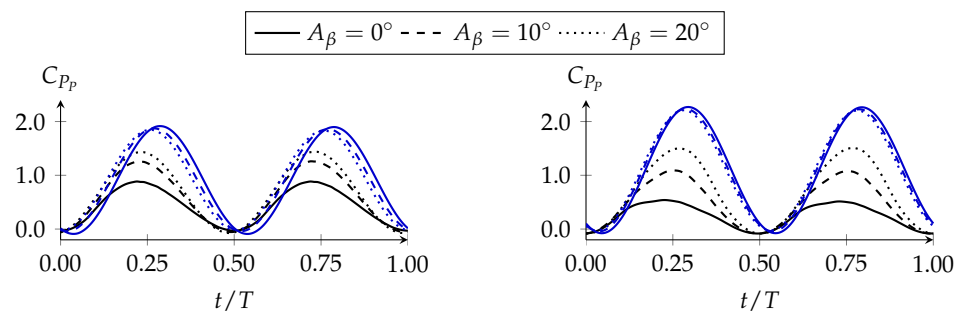 A_β = 0° A_β = 10° A_β = 20°
C_{P_p} C_{P_p}
2.0 2.0
1.0 1.0
0.0 0.0
0.00 0.25 0.50 0.75 1.00 0.00 0.25 0.50 0.75 1.00
t/T t/T